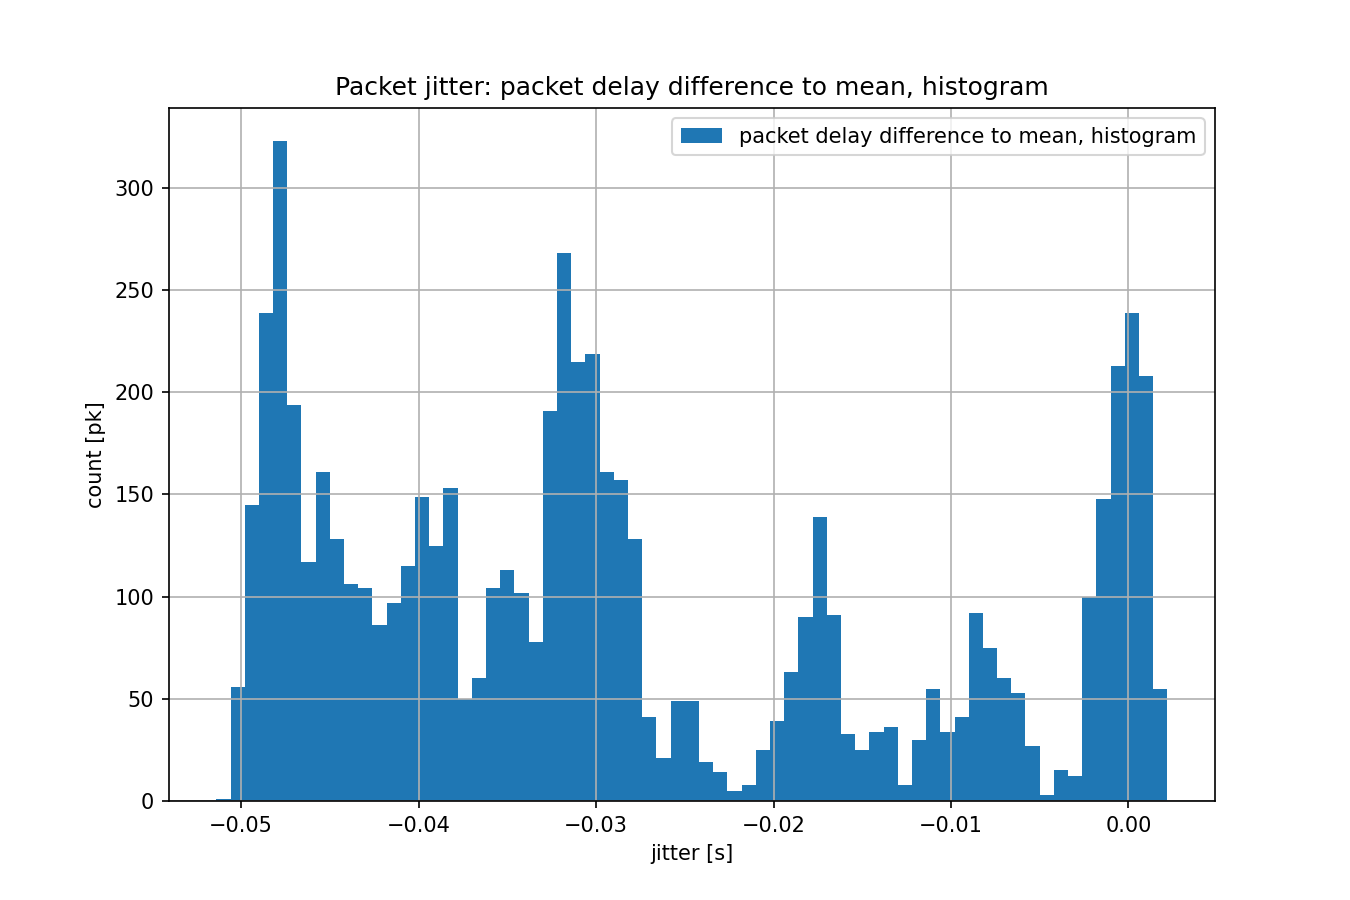 Packet jitter: packet delay difference to mean, histogram
packet delay difference to mean, histogram
count [pk]
300
250
200
150
100
50
0
−0.05 −0.04 −0.03 −0.02 −0.01 0.00
jitter [s]